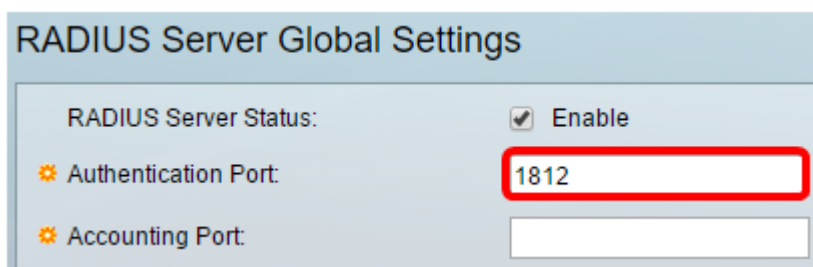 RADIUS Server Global Settings
RADIUS Server Status: Enable
Authentication Port: 1812
Accounting Port: